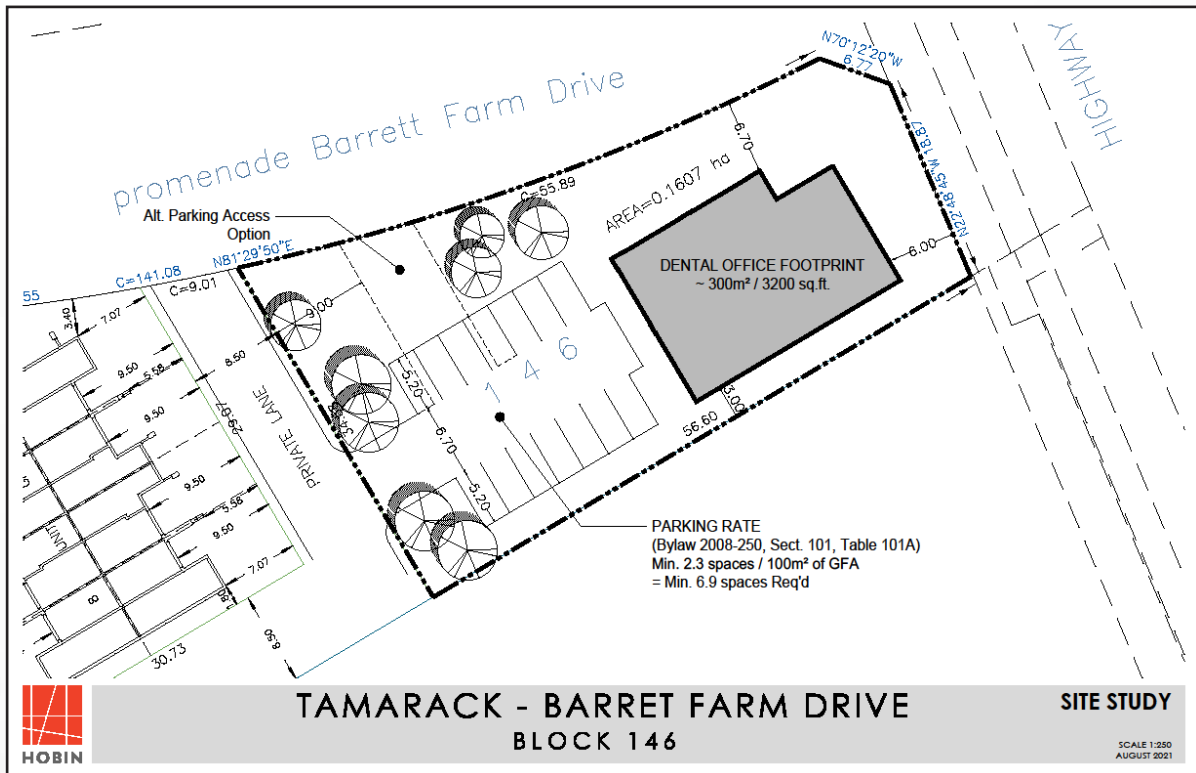 promenade Barrett Farm Drive
HIGHWAY
N70°12'20"W
6.77
N22°48'45"W 18.87
C=55.89
6.70
AREA=0.1607 ha
Alt. Parking Access
Option
N81°29'50"E
C=141.08
C=9.01
55
3.40
7.07
9.50
5.58
9.50
9.50
5.58
9.50
7.07
29.07
8.50
PRIVATE LANE
9.00
DENTAL OFFICE FOOTPRINT
~ 300m² / 3200 sq.ft.
6.00
146
5.20
6.70
5.20
3.00
56.60
UNIT
8
30.73
6.50
PARKING RATE
(Bylaw 2008-250, Sect. 101, Table 101A)
Min. 2.3 spaces / 100m² of GFA
= Min. 6.9 spaces Req'd
HOBIN
TAMARACK - BARRET FARM DRIVE
BLOCK 146
SITE STUDY
SCALE 1:250
AUGUST 2021